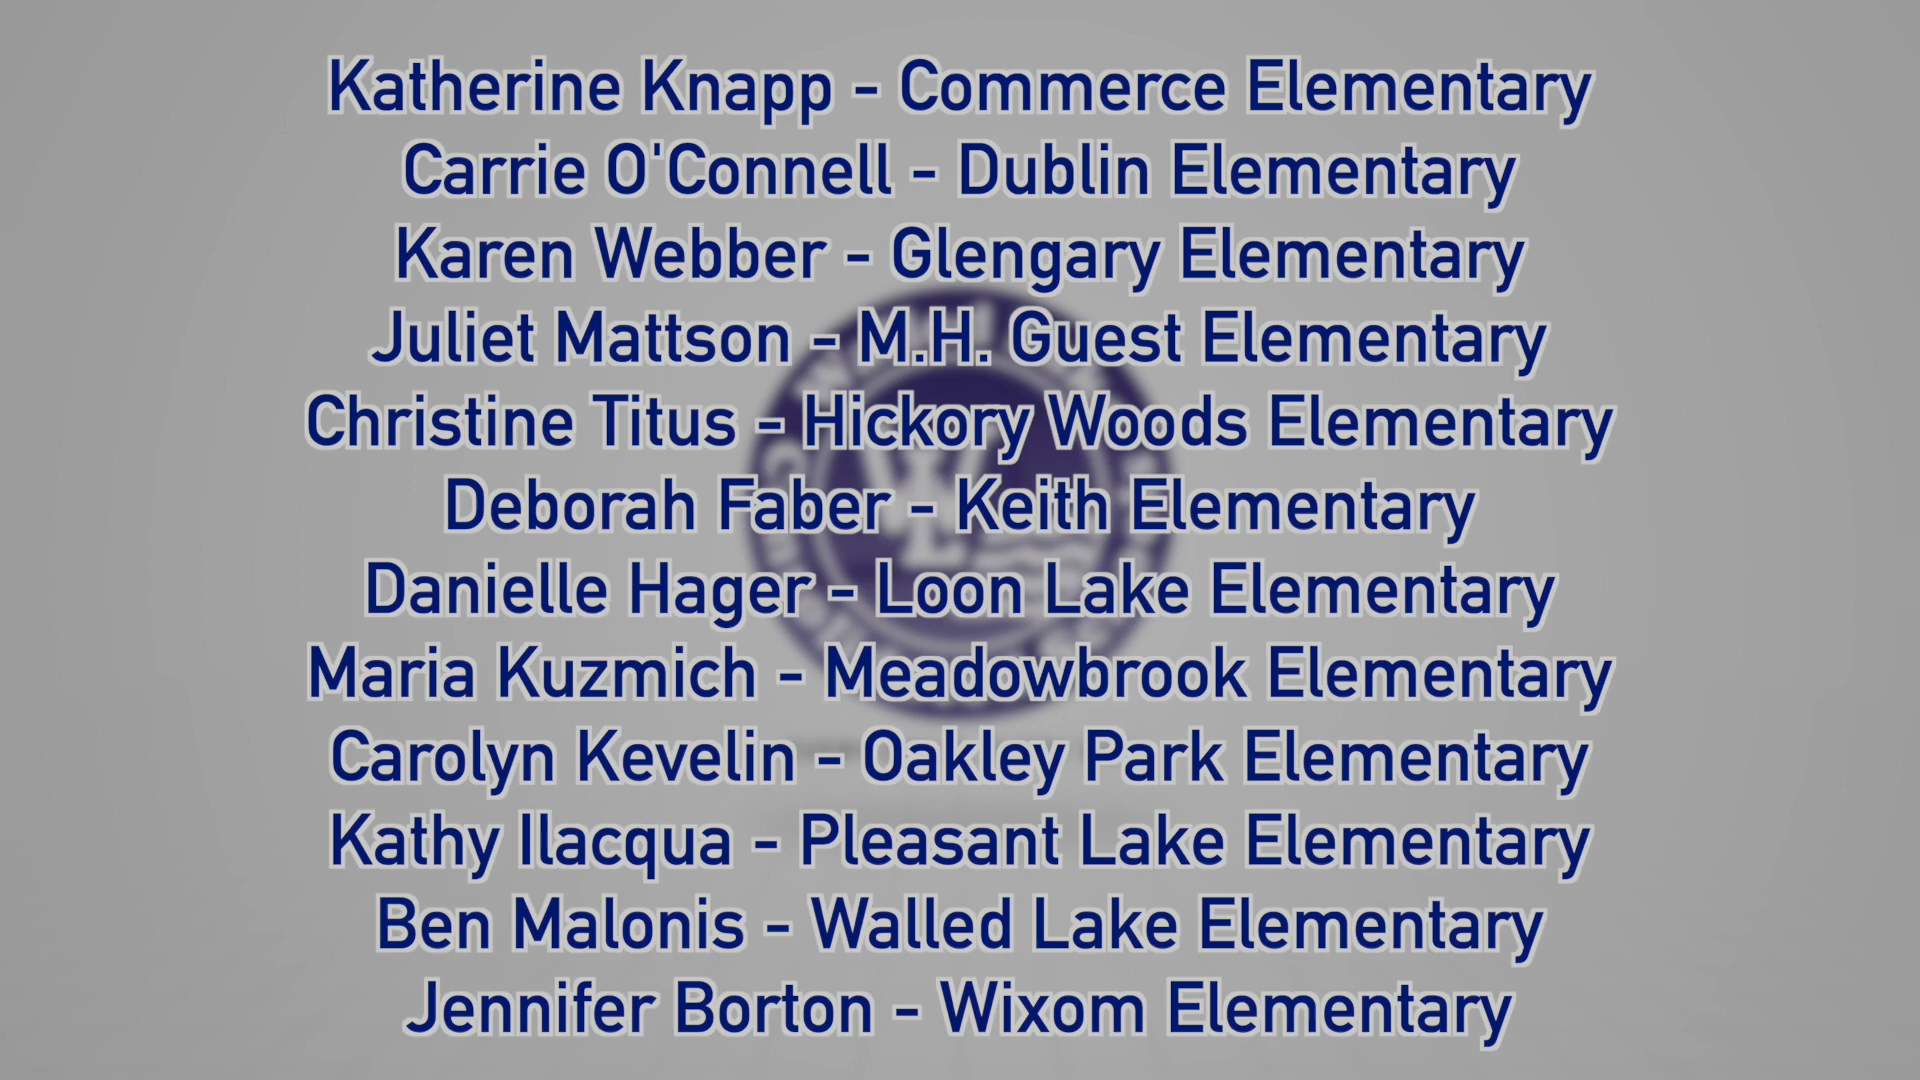 Katherine Knapp - Commerce Elementary
Carrie O'Connell - Dublin Elementary
Karen Webber - Glengary Elementary
Juliet Mattson - M.H. Guest Elementary
Christine Titus - Hickory Woods Elementary
Deborah Faber - Keith Elementary
Danielle Hager - Loon Lake Elementary
Maria Kuzmich - Meadowbrook Elementary
Carolyn Kevelin - Oakley Park Elementary
Kathy Ilacqua - Pleasant Lake Elementary
Ben Malonis - Walled Lake Elementary
Jennifer Borton - Wixom Elementary